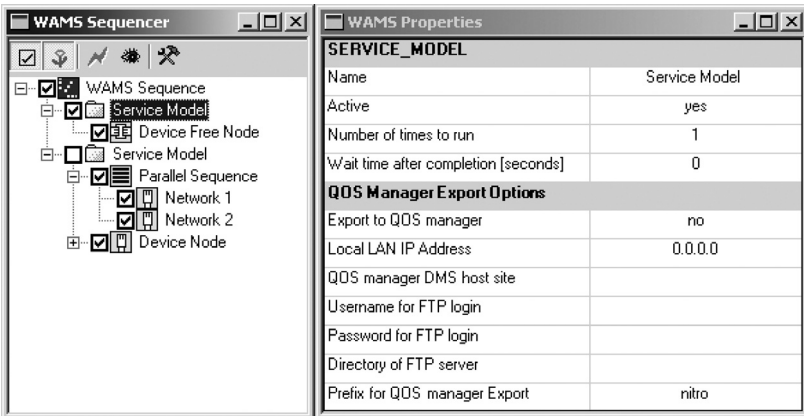 WAMS Sequencer
WAMS Sequence
Service Model
Device Free Node
Service Model
Parallel Sequence
Network 1
Network 2
Device Node
WAMS Properties
SERVICE_MODEL
Name Service Model
Active yes
Number of times to run 1
Wait time after completion [seconds] 0
QOS Manager Export Options
Export to QOS manager no
Local LAN IP Address 0.0.0.0
QOS manager DMS host site
Username for FTP login
Password for FTP login
Directory of FTP server
Prefix for QOS manager Export nitro